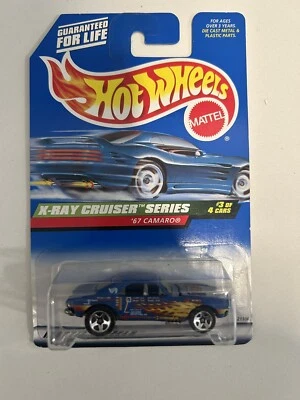 GUARANTEED
FOR LIFE
FOR AGES
OVER 3 YEARS.
DIE CAST METAL &
PLASTIC PARTS.
HOT WHEELS
MATTEL
X-RAY CRUISER™ SERIES
#3 OF
4 CARS
'67 CAMARO®